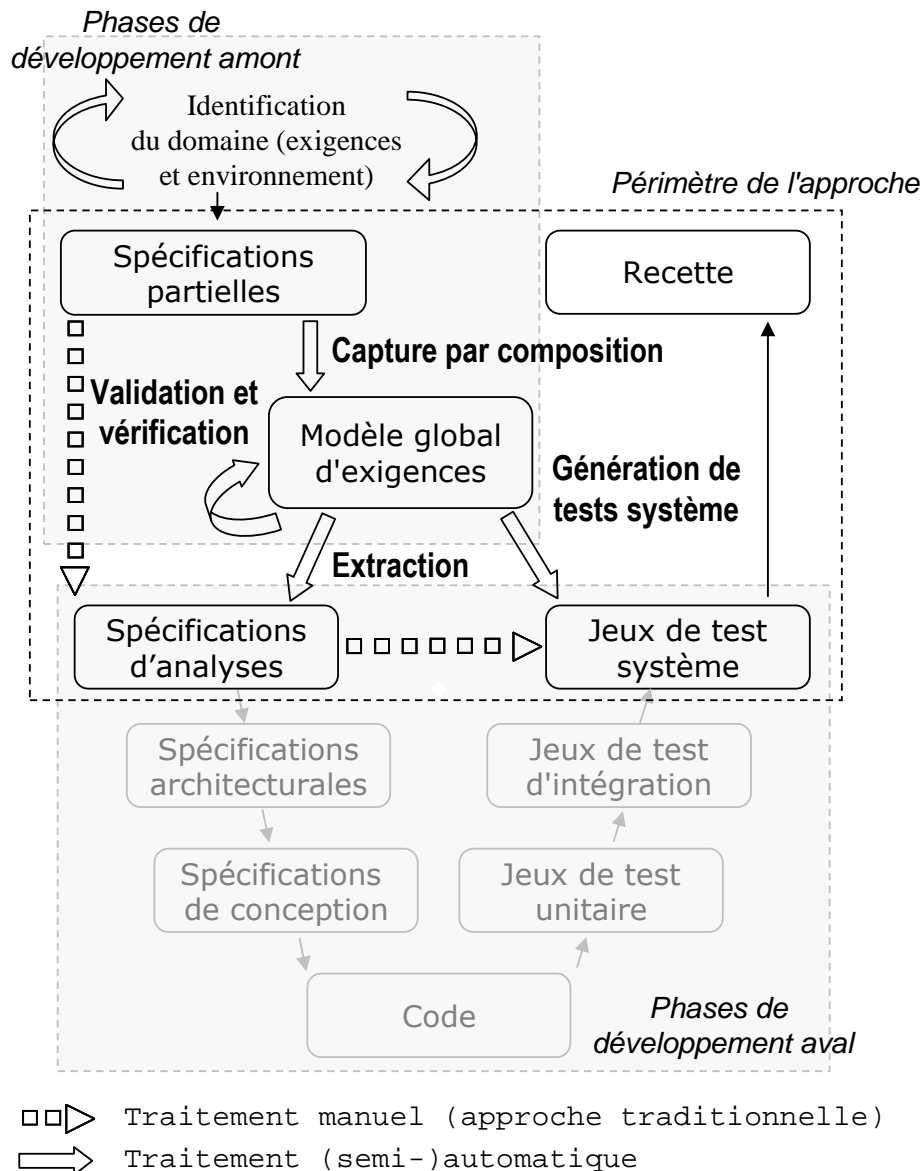 Phases de
développement amont
Identification
du domaine (exigences
et environnement)
Périmètre de l'approche
Spécifications
partielles
Recette
Capture par composition
Validation et
vérification
Modèle global
d'exigences
Génération de
tests système
Extraction
Spécifications
d’analyses
Jeux de test
système
Spécifications
architecturales
Jeux de test
d'intégration
Spécifications
de conception
Jeux de test
unitaire
Code
Phases de
développement aval
Traitement manuel (approche traditionnelle)
Traitement (semi-)automatique